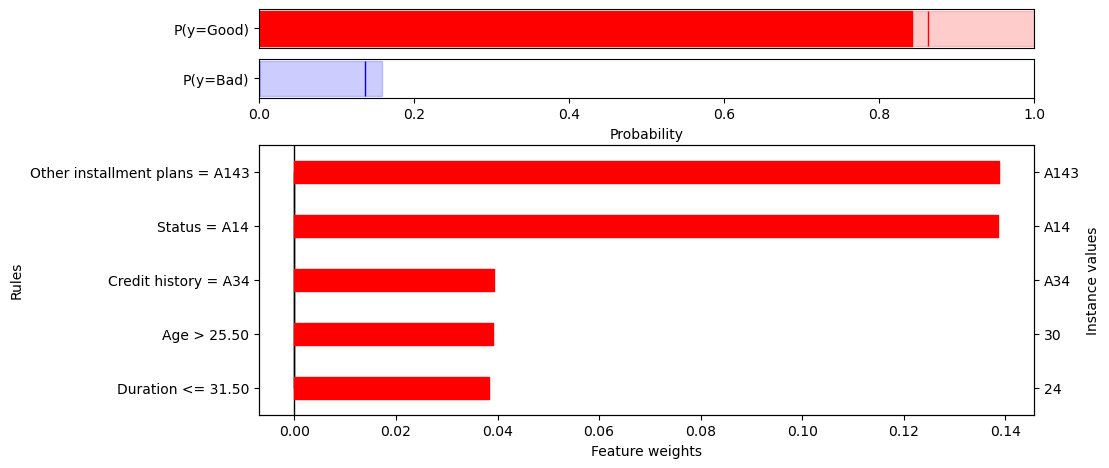 P(y=Good)
P(y=Bad)
0.0 0.2 0.4 0.6 0.8 1.0
Probability
Other installment plans = A143 A143
Status = A14 A14
Credit history = A34 A34
Age > 25.50 30
Duration <= 31.50 24
Rules
Instance values
0.00 0.02 0.04 0.06 0.08 0.10 0.12 0.14
Feature weights